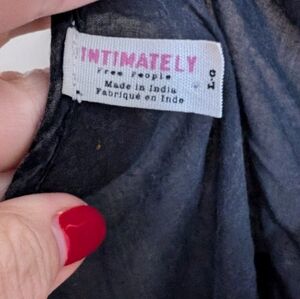 INTIMATELY
Free People
Made in India
Fabriqué en Inde
L-G